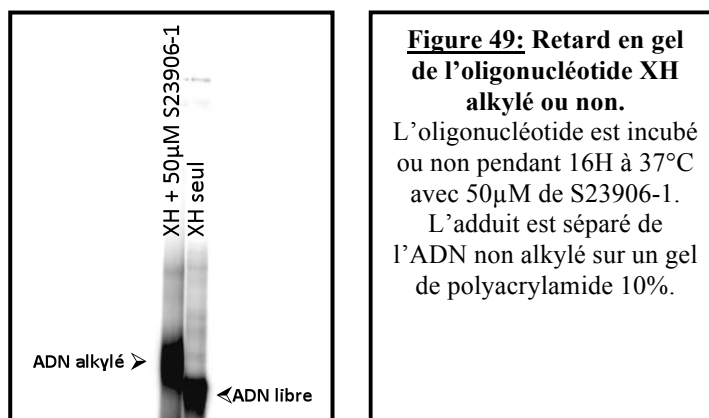 XH + 50µM S23906-1
XH seul
ADN alkylé
ADN libre
Figure 49: Retard en gel
de l'oligonucléotide XH
alkylé ou non.
L'oligonucléotide est incubé
ou non pendant 16H à 37°C
avec 50µM de S23906-1.
L'adduit est séparé de
l'ADN non alkylé sur un gel
de polyacrylamide 10%.